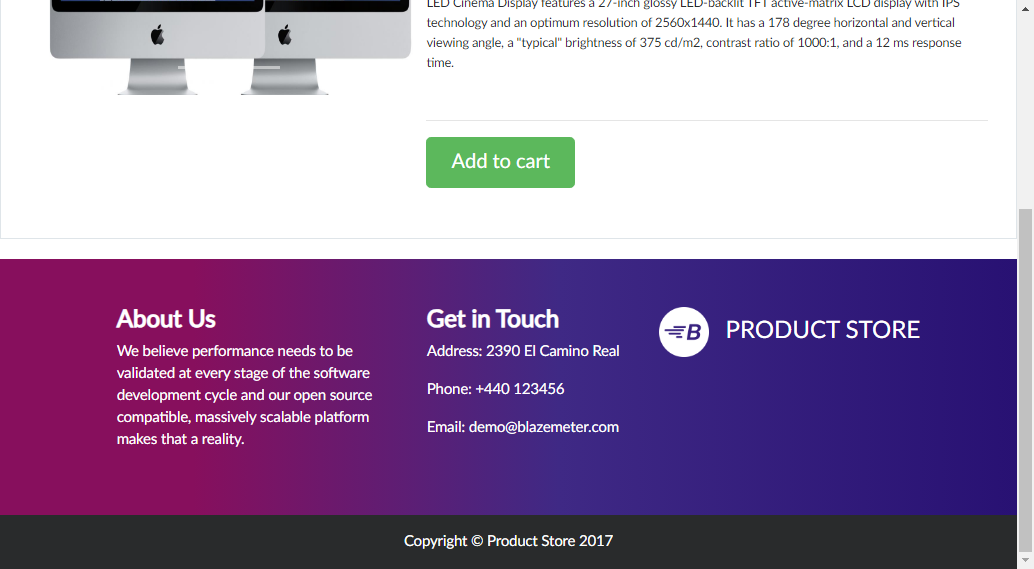 LED Cinema Display features a 27-inch glossy LED-backlit TFT active-matrix LCD display with IPS
technology and an optimum resolution of 2560x1440. It has a 178 degree horizontal and vertical
viewing angle, a "typical" brightness of 375 cd/m2, contrast ratio of 1000:1, and a 12 ms response
time.
Add to cart
About Us
We believe performance needs to be
validated at every stage of the software
development cycle and our open source
compatible, massively scalable platform
makes that a reality.
Get in Touch
Address: 2390 El Camino Real
Phone: +440 123456
Email: demo@blazemeter.com
B PRODUCT STORE
Copyright © Product Store 2017